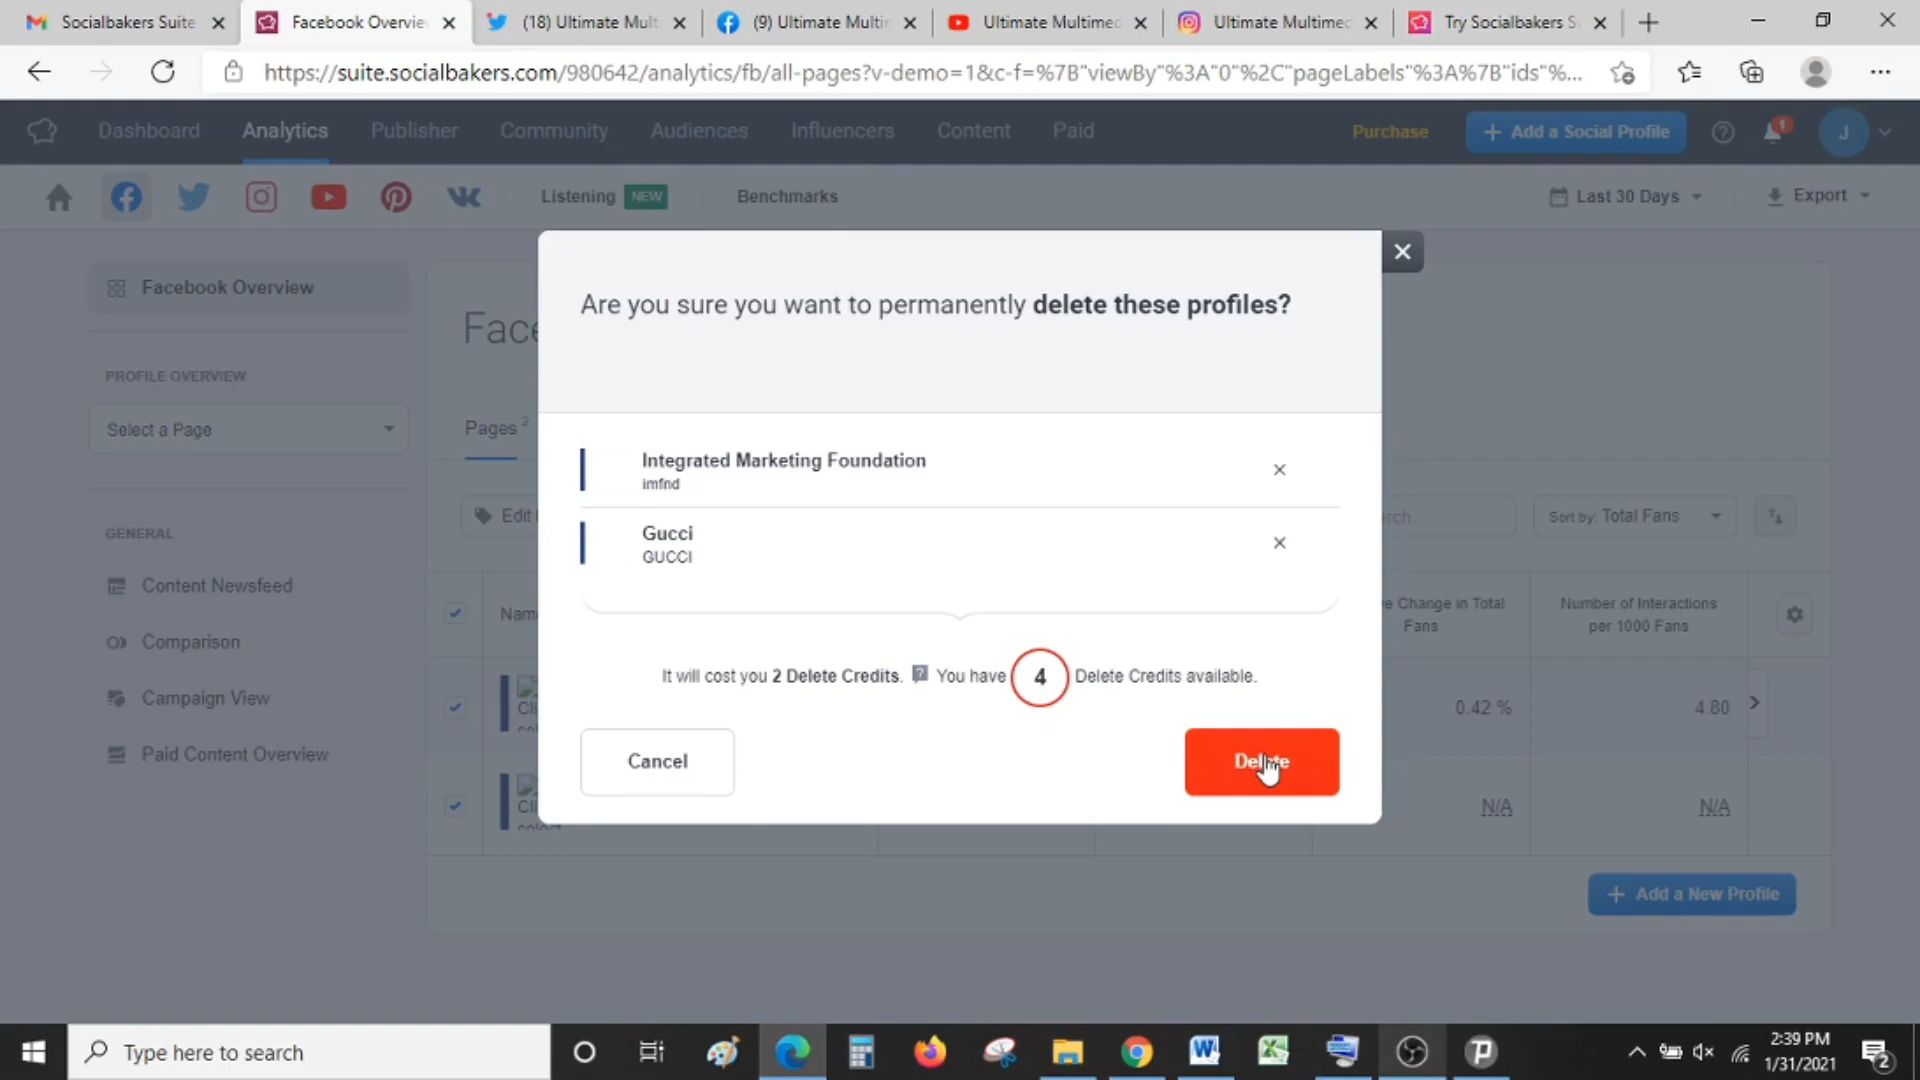 Socialbakers Suite
Facebook Overvie
(18) Ultimate Mult
(9) Ultimate Multin
Ultimate Multimed
Ultimate Multimed
Try Socialbakers S
https://suite.socialbakers.com/980642/analytics/fb/all-pages?v-demo=1&c-f=%7B"viewBy"%3A"0"%2C"pageLabels"%3A%7B"ids"%...
Dashboard
Analytics
Publisher
Community
Audiences
Influencers
Content
Paid
Purchase
+ Add a Social Profile
1
J
Listening NEW
Benchmarks
Last 30 Days
Export
Facebook Overview
Face
PROFILE OVERVIEW
Select a Page
Pages 2
GENERAL
Content Newsfeed
Comparison
Campaign View
Paid Content Overview
Edit
Sort by: Total Fans
Nam
Change in Total
Fans
Number of Interactions
per 1000 Fans
0.42 %
4.80
N/A
N/A
+ Add a New Profile
Are you sure you want to permanently delete these profiles?
Integrated Marketing Foundation
imfnd
Gucci
GUCCI
It will cost you 2 Delete Credits. ? You have 4 Delete Credits available.
Cancel
Delete
Type here to search
2:39 PM
1/31/2021
2